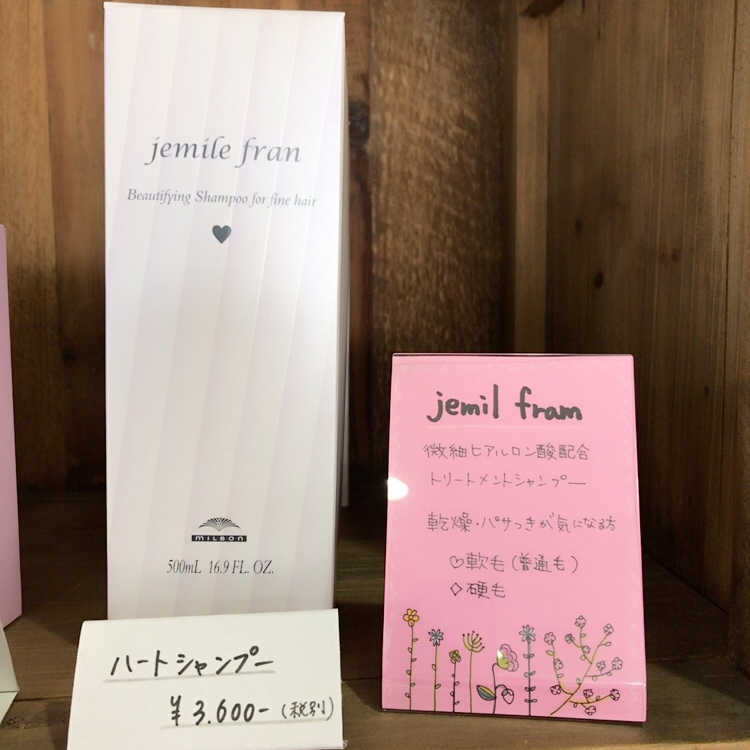 jemile fran
Beautifying Shampoo for fine hair
milbon
500mL 16.9 FL. OZ.
ハートシャンプー
¥3.600-(税別)
jemil fram
微細ヒアルロン酸配合
トリートメントシャンプー
乾燥・パサつきが気になる方
♡軟毛(普通毛)
◇硬毛